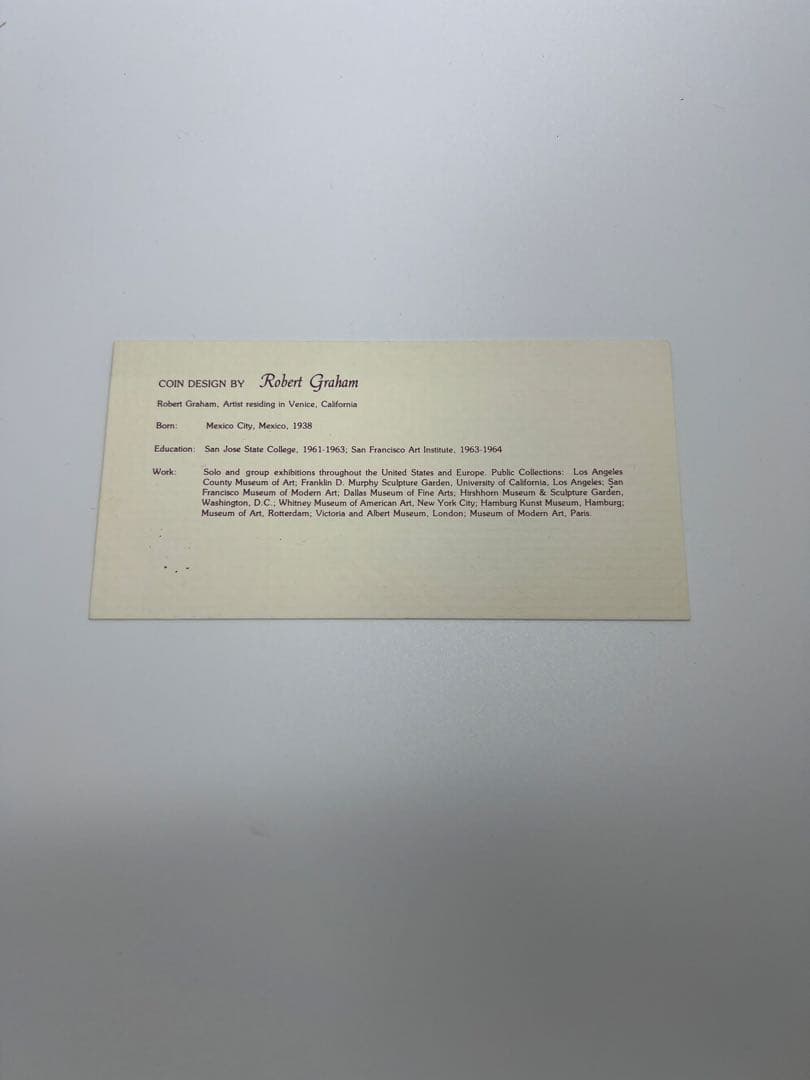 COIN DESIGN BY Robert Graham
Robert Graham, Artist residing in Venice, California
Born: Mexico City, Mexico, 1938
Education: San Jose State College, 1961-1963; San Francisco Art Institute, 1963-1964
Work: Solo and group exhibitions throughout the United States and Europe. Public Collections: Los Angeles
County Museum of Art; Franklin D. Murphy Sculpture Garden, University of California, Los Angeles; San
Francisco Museum of Modern Art; Dallas Museum of Fine Arts; Hirshhorn Museum & Sculpture Garden,
Washington, D.C.; Whitney Museum of American Art, New York City; Hamburg Kunst Museum, Hamburg;
Museum of Art, Rotterdam; Victoria and Albert Museum, London; Museum of Modern Art, Paris.